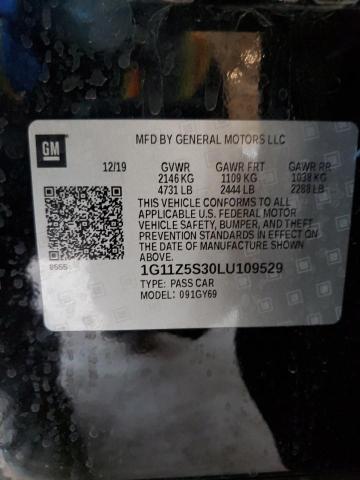 GM
MFD BY GENERAL MOTORS LLC
12/19 GVWR GAWR FRT GAWR RR
2146 KG 1109 KG 1038 KG
4731 LB 2444 LB 2288 LB
THIS VEHICLE CONFORMS TO ALL
APPLICABLE U.S. FEDERAL MOTOR
VEHICLE SAFETY, BUMPER, AND THEFT
PREVENTION STANDARDS IN EFFECT ON
THE DATE OF MANUFACTURE SHOWN
ABOVE.
8555
1G11Z5S30LU109529
TYPE: PASS CAR
MODEL: 091GY69